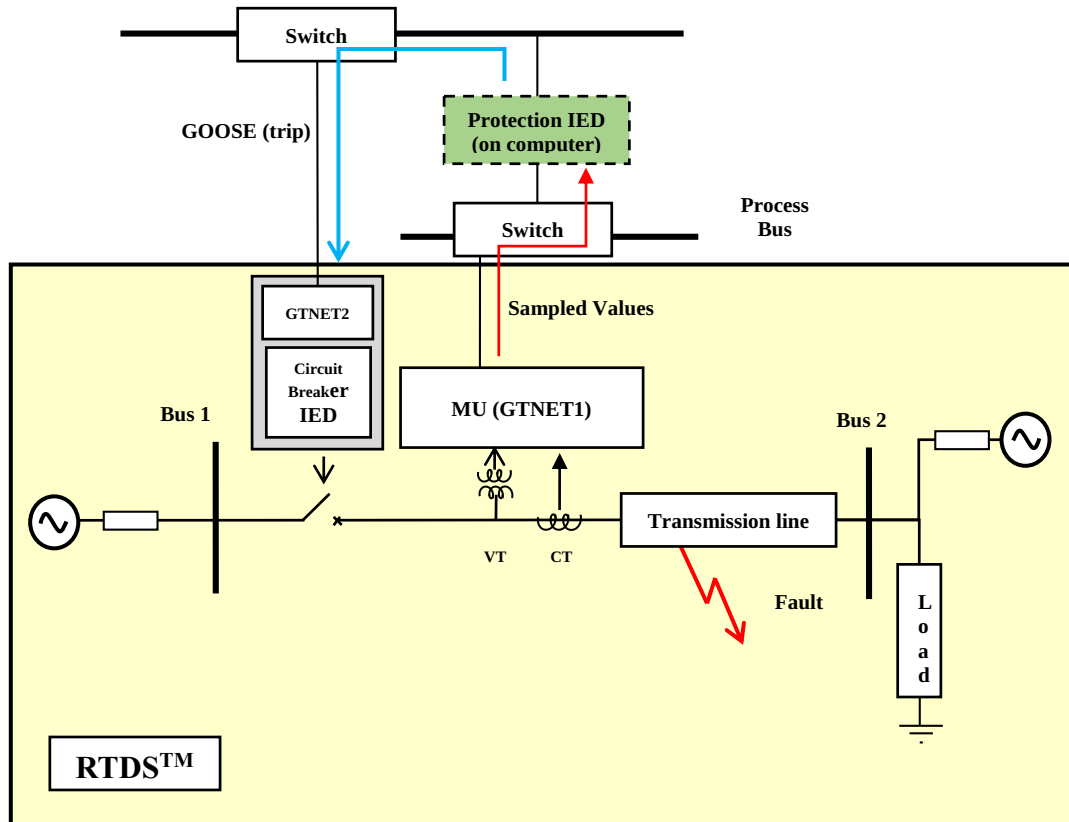 Switch
GOOSE (trip)
Protection IED
(on computer)
Switch
Process
Bus
Sampled Values
GTNET2
Circuit
Breaker
IED
MU (GTNET1)
Bus 1
Bus 2
Transmission line
VT
CT
Fault
L
o
a
d
RTDS™